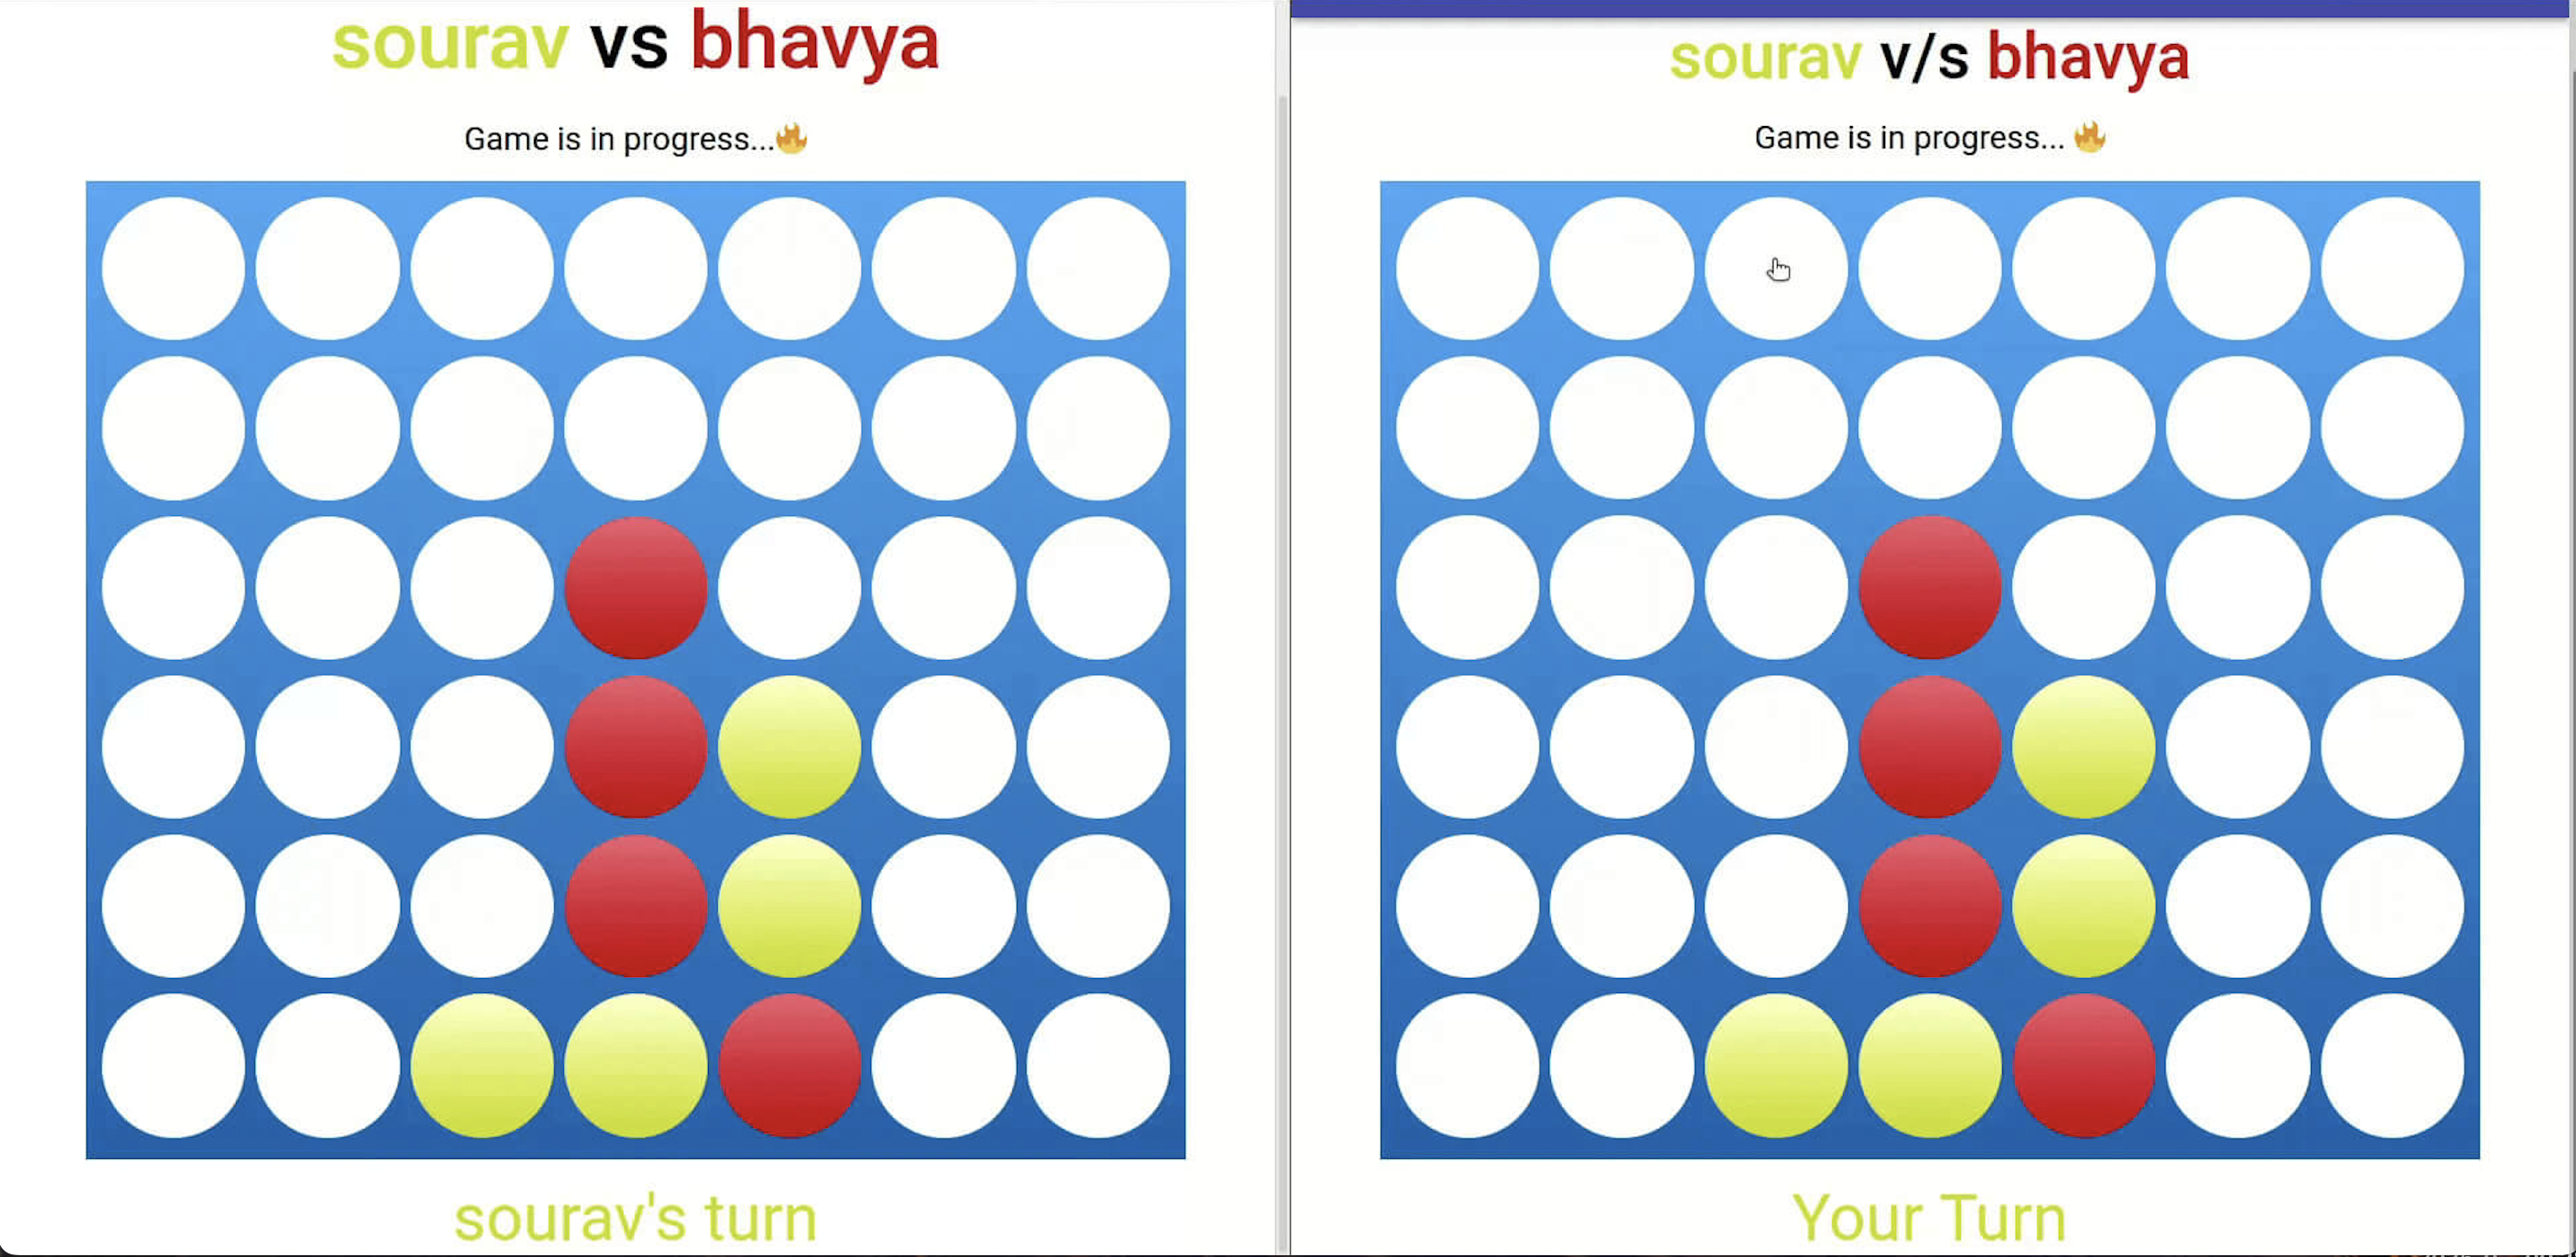 sourav vs bhavya
Game is in progress...🔥
sourav's turn
sourav v/s bhavya
Game is in progress... 🔥
Your Turn